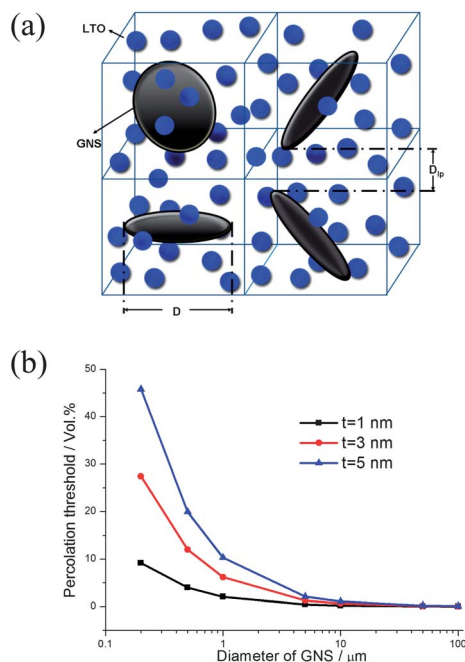 (a)
LTO
GNS
D_Ip
D
(b)
Percolation threshold / Vol.%
50
40
30
20
10
0
t=1 nm
t=3 nm
t=5 nm
0.1
1
10
100
Diameter of GNS / μm